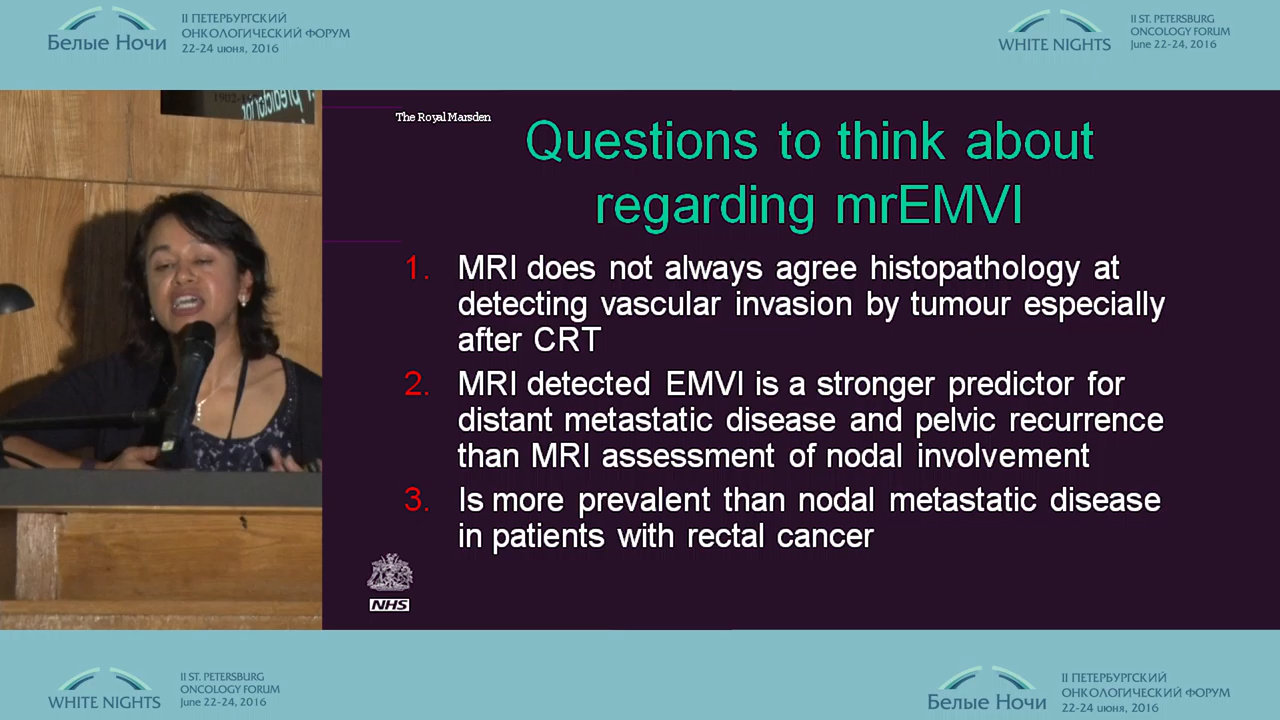 Белые Ночи
II ПЕТЕРБУРГСКИЙ
ОНКОЛОГИЧЕСКИЙ ФОРУМ
22-24 июня, 2016
WHITE NIGHTS
II ST. PETERSBURG
ONCOLOGY FORUM
June 22-24, 2016
predictor for
The Royal Marsden
Questions to think about
regarding mrEMVI
1. MRI does not always agree histopathology at
detecting vascular invasion by tumour especially
after CRT
2. MRI detected EMVI is a stronger predictor for
distant metastatic disease and pelvic recurrence
than MRI assessment of nodal involvement
3. Is more prevalent than nodal metastatic disease
in patients with rectal cancer
NHS
WHITE NIGHTS
II ST. PETERSBURG
ONCOLOGY FORUM
June 22-24, 2016
Белые Ночи
II ПЕТЕРБУРГСКИЙ
ОНКОЛОГИЧЕСКИЙ ФОРУМ
22-24 июня, 2016